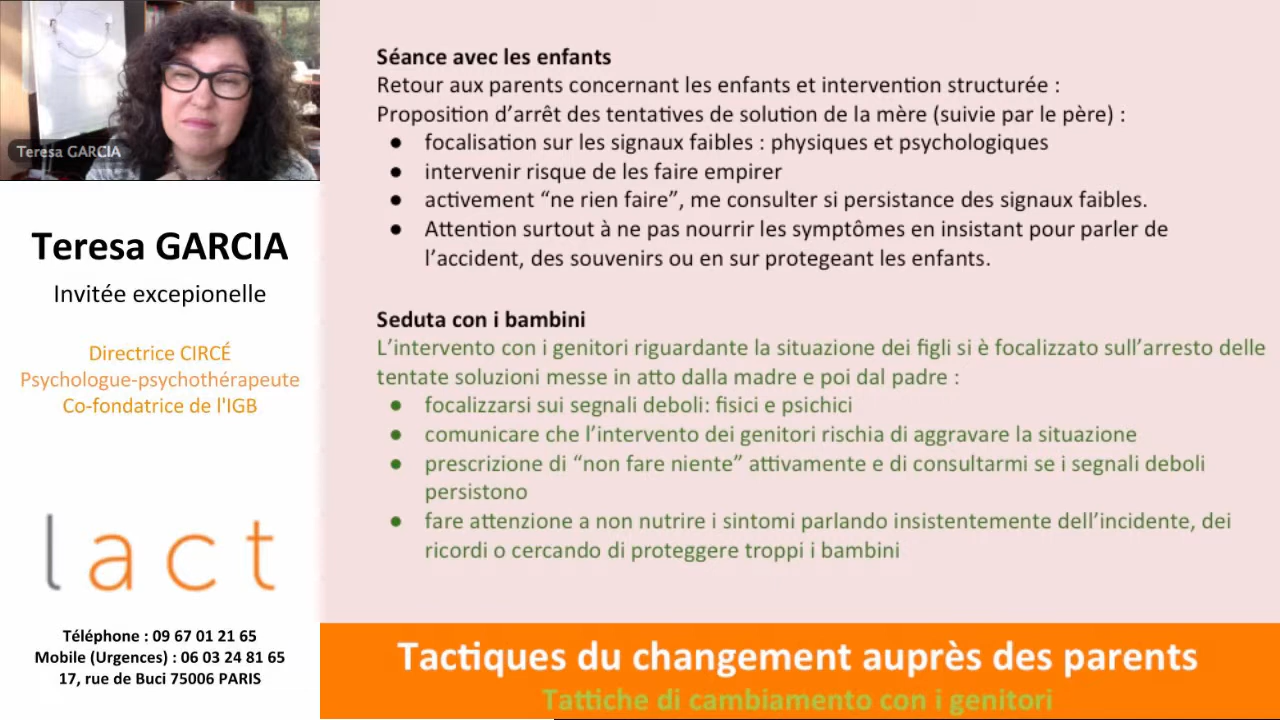 Teresa GARCIA
Teresa GARCIA
Invitée excepionelle
Directrice CIRCÉ
Psychologue-psychothérapeute
Co-fondatrice de l'IGB
lact
Téléphone : 09 67 01 21 65
Mobile (Urgences) : 06 03 24 81 65
17, rue de Buci 75006 PARIS
Séance avec les enfants
Retour aux parents concernant les enfants et intervention structurée :
Proposition d’arrêt des tentatives de solution de la mère (suivie par le père) :
● focalisation sur les signaux faibles : physiques et psychologiques
● intervenir risque de les faire empirer
● activement “ne rien faire”, me consulter si persistance des signaux faibles.
● Attention surtout à ne pas nourrir les symptômes en insistant pour parler de
l’accident, des souvenirs ou en sur protegeant les enfants.
Seduta con i bambini
L’intervento con i genitori riguardante la situazione dei figli si è focalizzato sull’arresto delle
tentate soluzioni messe in atto dalla madre e poi dal padre :
● focalizzarsi sui segnali deboli: fisici e psichici
● comunicare che l’intervento dei genitori rischia di aggravare la situazione
● prescrizione di “non fare niente” attivamente e di consultarmi se i segnali deboli
persistono
● fare attenzione a non nutrire i sintomi parlando insistentemente dell’incidente, dei
ricordi o cercando di proteggere troppi i bambini
Tactiques du changement auprès des parents
Tattiche di cambiamento con i genitori